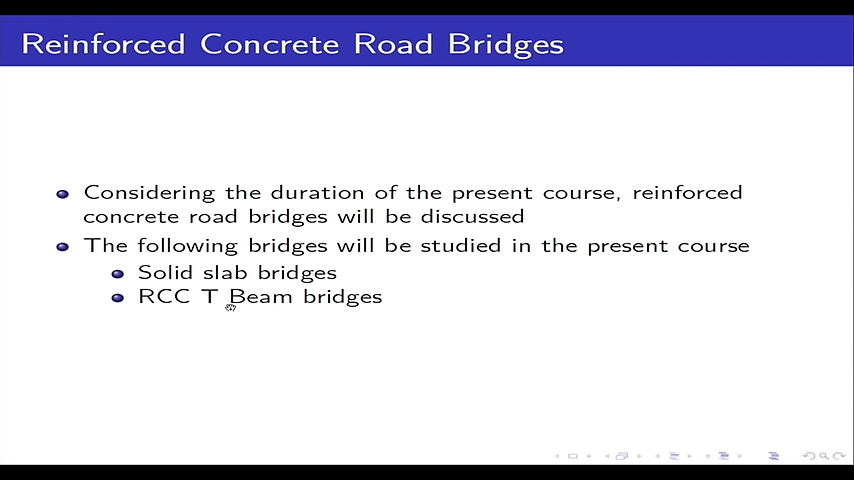 Reinforced Concrete Road Bridges
Considering the duration of the present course, reinforced
concrete road bridges will be discussed
The following bridges will be studied in the present course
Solid slab bridges
RCC T Beam bridges